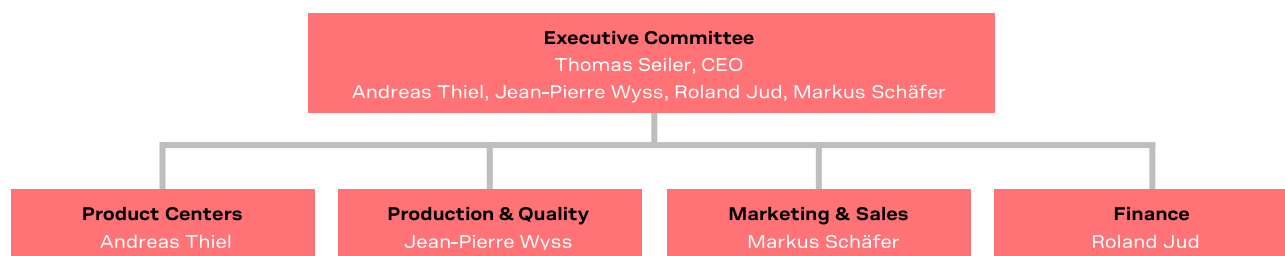 Executive Committee
Thomas Seiler, CEO
Andreas Thiel, Jean-Pierre Wyss, Roland Jud, Markus Schäfer
Product Centers
Andreas Thiel
Production & Quality
Jean-Pierre Wyss
Marketing & Sales
Markus Schäfer
Finance
Roland Jud